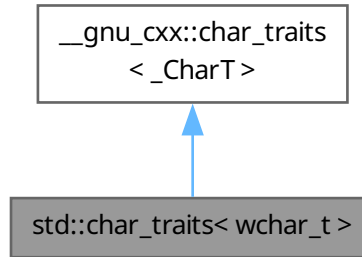 __gnu_cxx::char_traits
< _CharT >
std::char_traits< wchar_t >